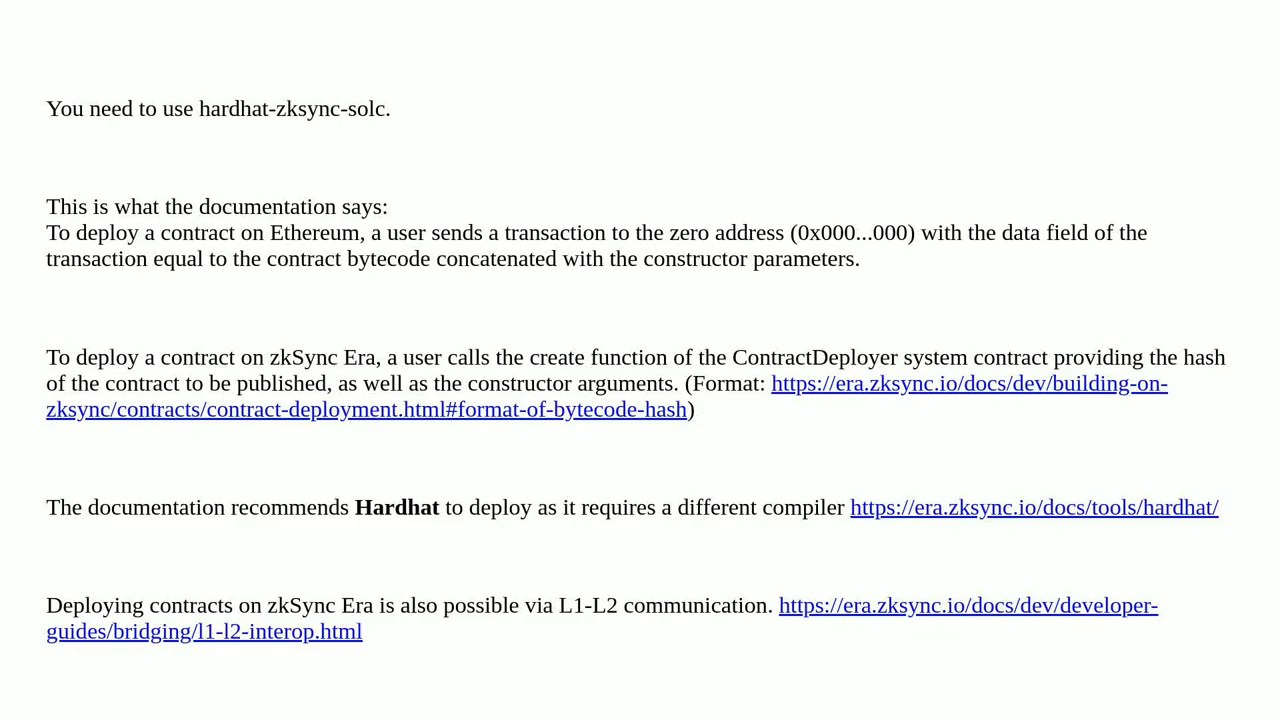 You need to use hardhat-zksync-solc.
This is what the documentation says:
To deploy a contract on Ethereum, a user sends a transaction to the zero address (0x000...000) with the data field of the
transaction equal to the contract bytecode concatenated with the constructor parameters.
To deploy a contract on zkSync Era, a user calls the create function of the ContractDeployer system contract providing the hash
of the contract to be published, as well as the constructor arguments. (Format: https://era.zksync.io/docs/dev/building-on-
zksync/contracts/contract-deployment.html#format-of-bytecode-hash)
The documentation recommends Hardhat to deploy as it requires a different compiler https://era.zksync.io/docs/tools/hardhat/
Deploying contracts on zkSync Era is also possible via L1-L2 communication. https://era.zksync.io/docs/dev/developer-
guides/bridging/l1-l2-interop.html